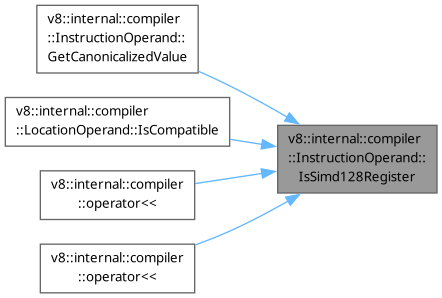 v8::internal::compiler
::InstructionOperand::
GetCanonicalizedValue
v8::internal::compiler
::LocationOperand::IsCompatible
v8::internal::compiler
::operator<<
v8::internal::compiler
::operator<<
v8::internal::compiler
::InstructionOperand::
IsSimd128Register